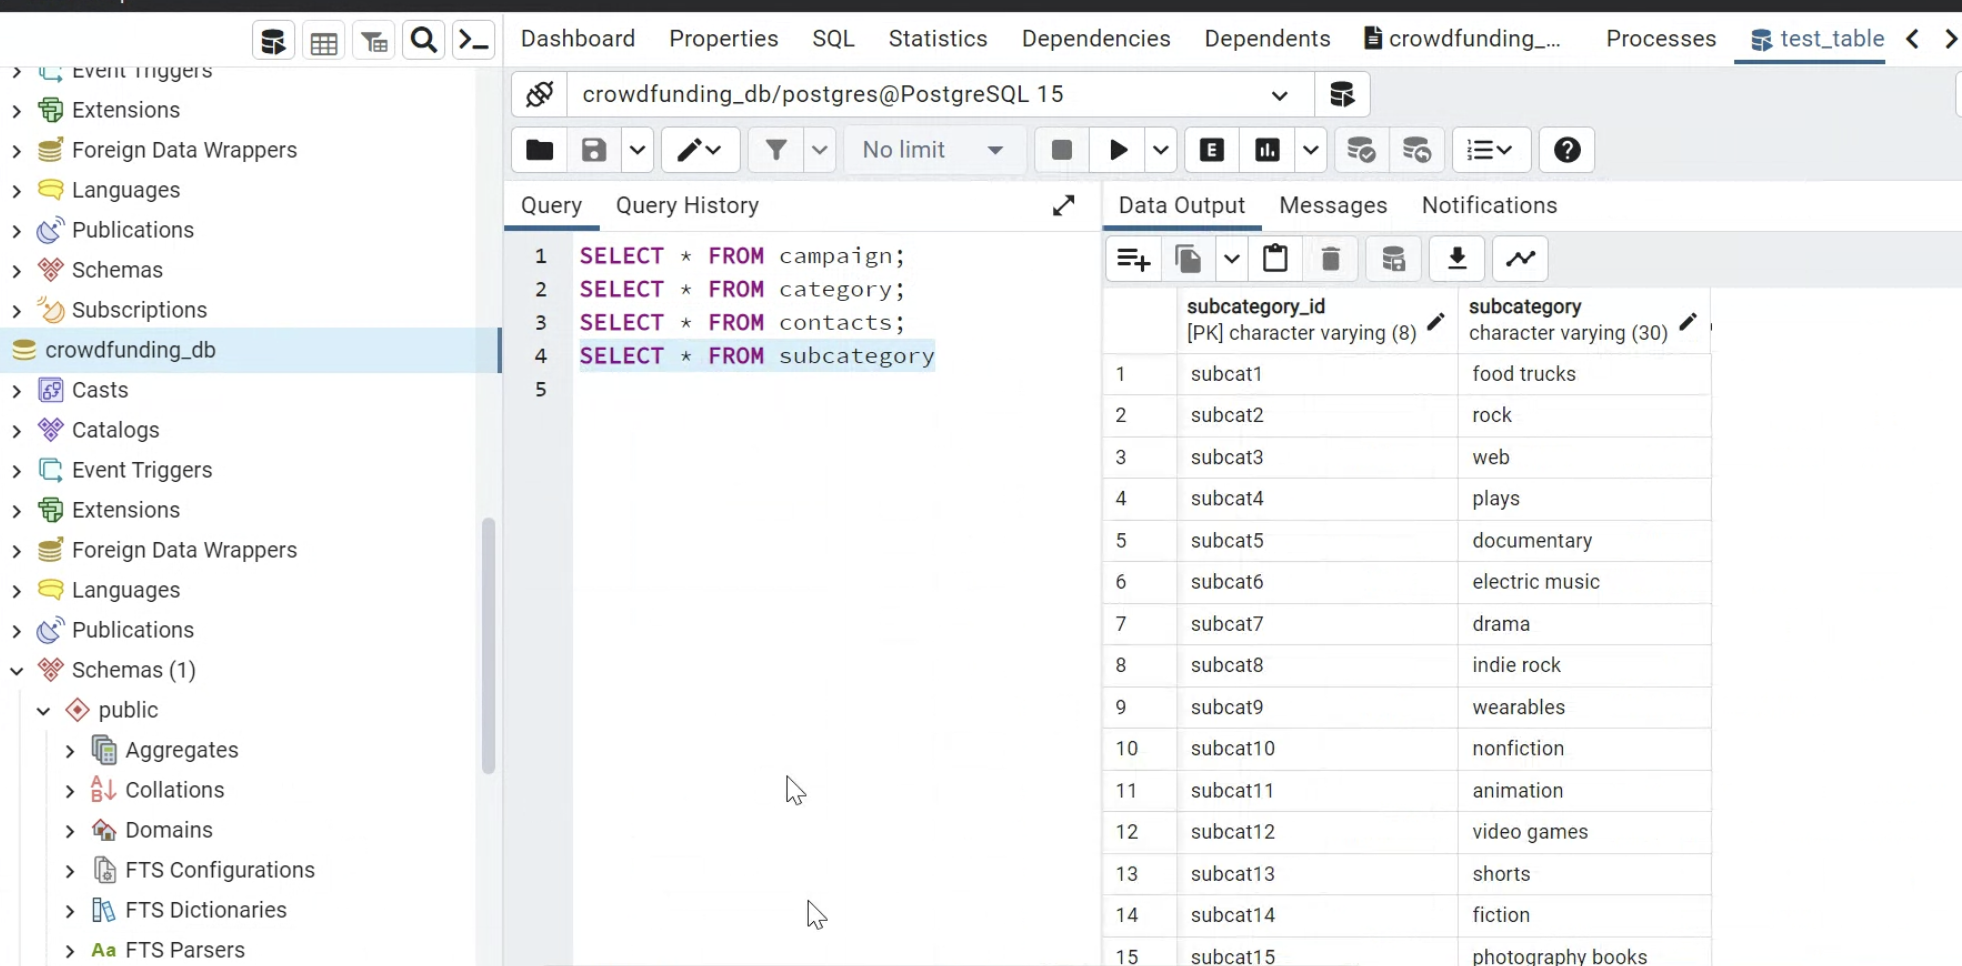 Dashboard Properties SQL Statistics Dependencies Dependents crowdfunding_... Processes test_table
Event Triggers
Extensions
Foreign Data Wrappers
Languages
Publications
Schemas
Subscriptions
crowdfunding_db
Casts
Catalogs
Event Triggers
Extensions
Foreign Data Wrappers
Languages
Publications
Schemas (1)
public
Aggregates
Collations
Domains
FTS Configurations
FTS Dictionaries
Aa FTS Parsers
crowdfunding_db/postgres@PostgreSQL 15
No limit
E
Query Query History
1 SELECT * FROM campaign;
2 SELECT * FROM category;
3 SELECT * FROM contacts;
4 SELECT * FROM subcategory
5
Data Output Messages Notifications
subcategory_id subcategory
[PK] character varying (8) character varying (30)
1 subcat1 food trucks
2 subcat2 rock
3 subcat3 web
4 subcat4 plays
5 subcat5 documentary
6 subcat6 electric music
7 subcat7 drama
8 subcat8 indie rock
9 subcat9 wearables
10 subcat10 nonfiction
11 subcat11 animation
12 subcat12 video games
13 subcat13 shorts
14 subcat14 fiction
15 subcat15 photography books